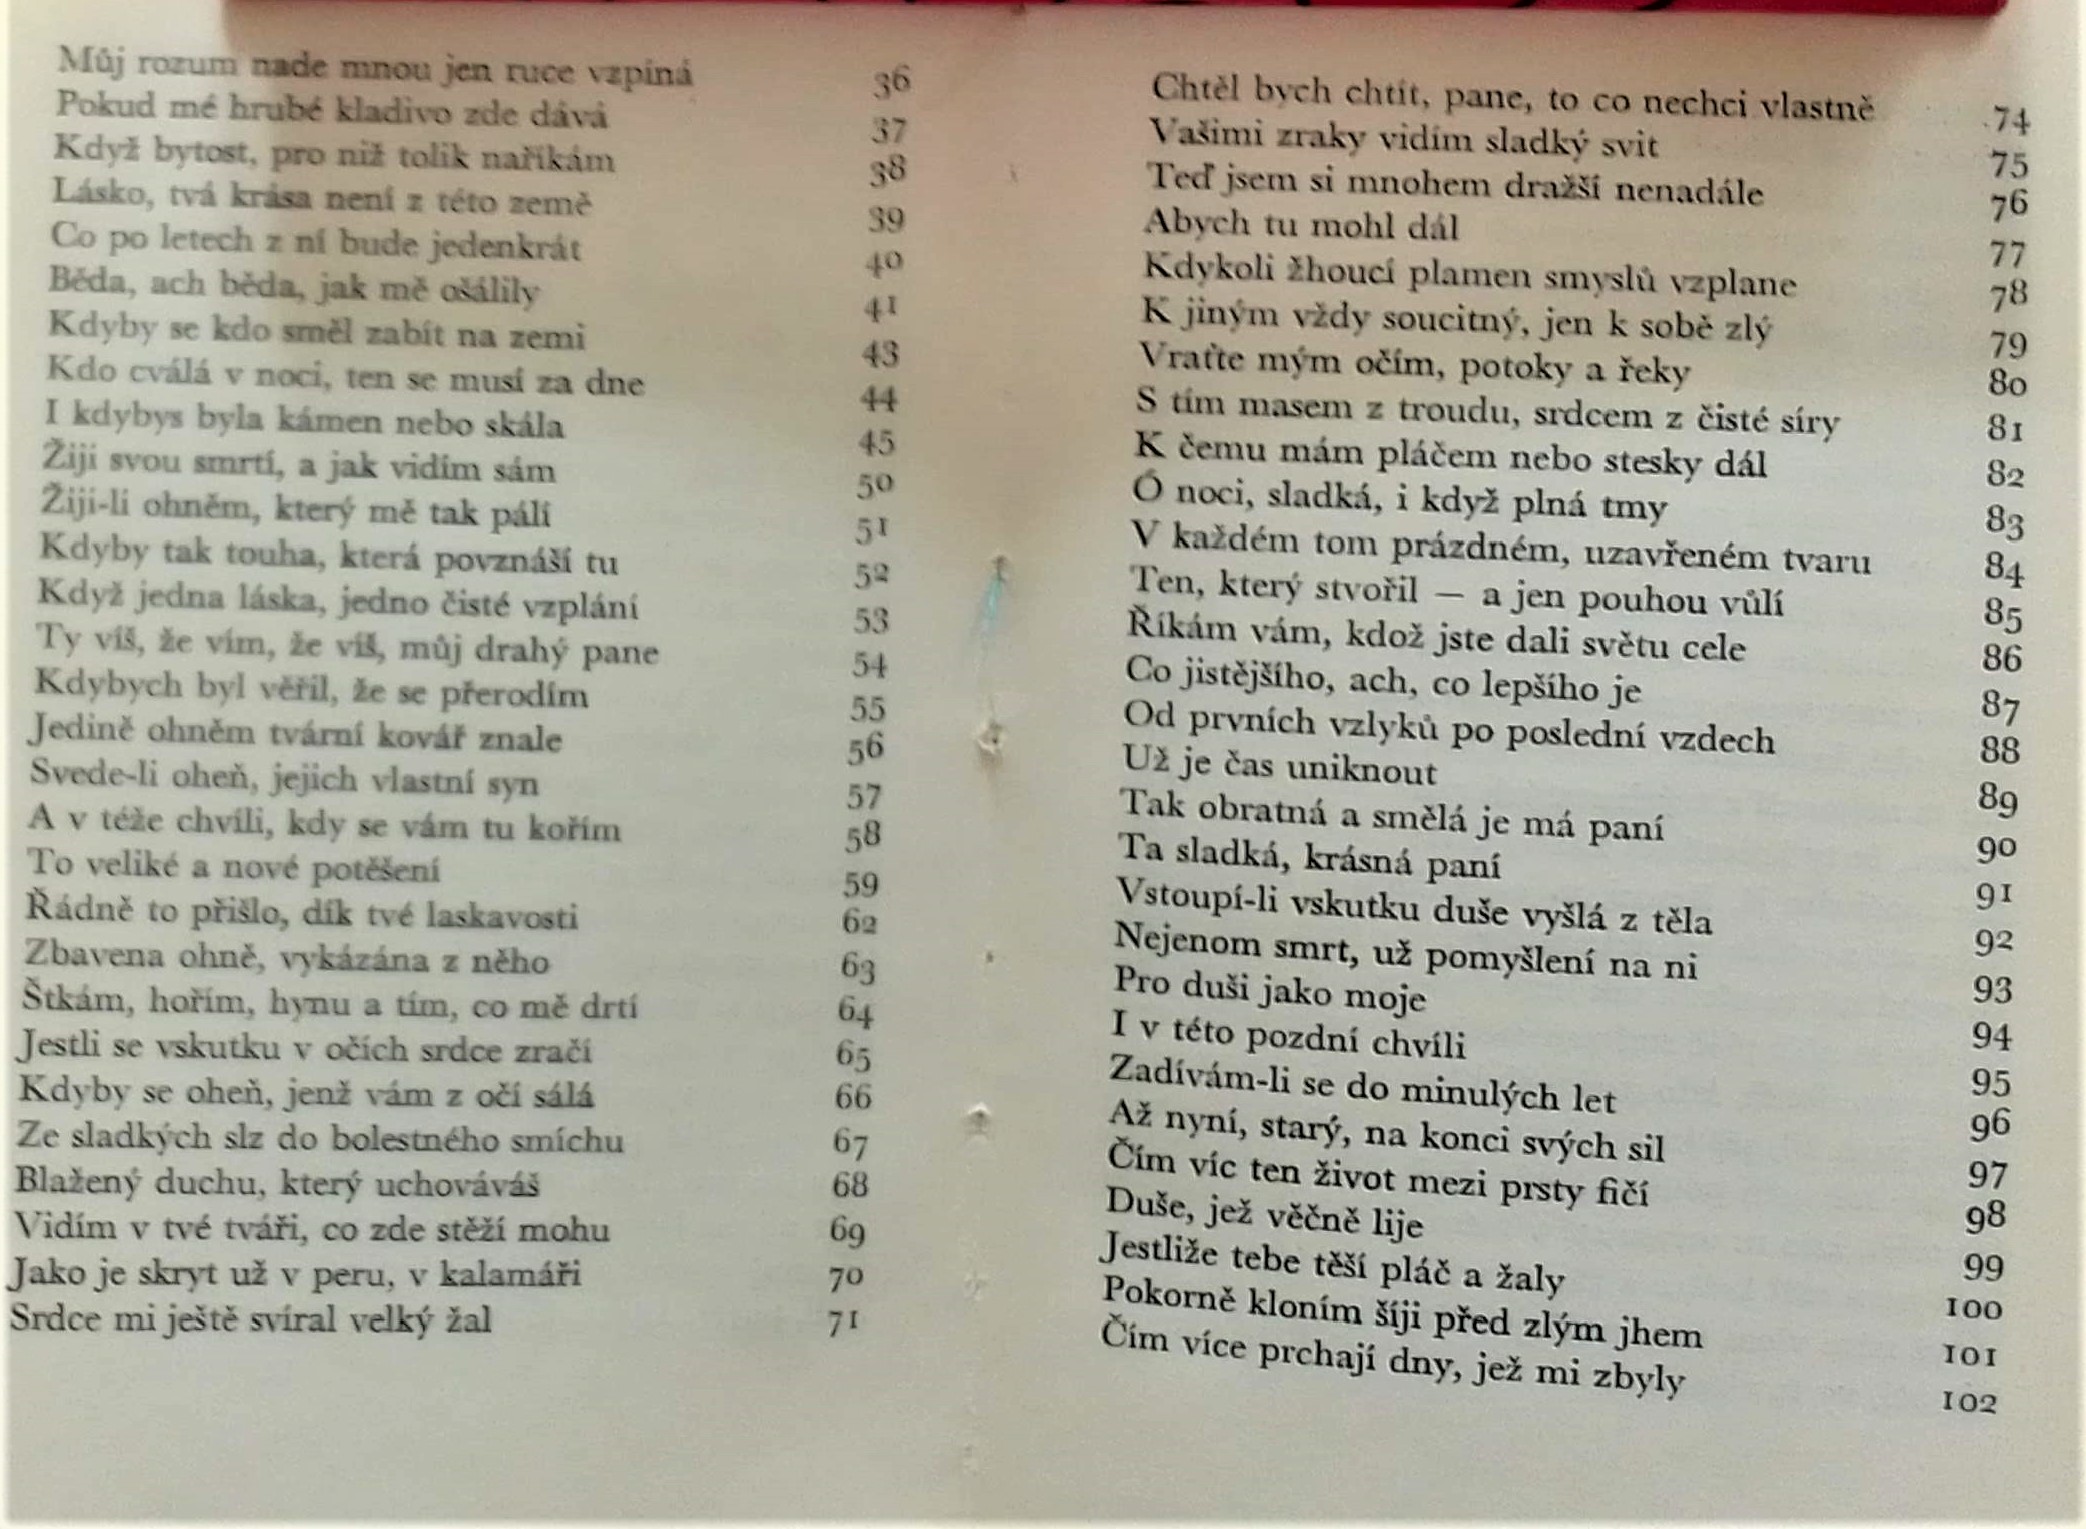 Můj rozum nade mnou jen ruce vzpíná 36
Pokud mé hrubé kladivo zde dává 37
Když bytost, pro niž tolik naříkám 38
Lásko, tvá krása není z této země 39
Co po letech z ní bude jedenkrát 40
Běda, ach běda, jak mě ošálily 41
Kdyby se kdo směl zabít na zemi 43
Kdo cválá v noci, ten se musí za dne 44
I kdybys byla kámen nebo skála 45
Žiji svou smrtí, a jak vidím sám 50
Žiji-li ohněm, který mě tak pálí 51
Kdyby tak touha, která povznáší tu 52
Když jedna láska, jedno čisté vzplání 53
Ty víš, že vím, že víš, můj drahý pane 54
Kdybych byl věřil, že se přerodím 55
Jedině ohněm tvární kovář znale 56
Svede-li oheň, jejich vlastní syn 57
A v téže chvíli, kdy se vám tu kořím 58
To veliké a nové potěšení 59
Řádně to přišlo, dík tvé laskavosti 62
Zbavena ohně, vykázána z něho 63
Štkám, hořím, hynu a tím, co mě drtí 64
Jestli se vskutku v očích srdce zračí 65
Kdyby se oheň, jenž vám z očí sálá 66
Ze sladkých slz do bolestného smíchu 67
Blažený duchu, který uchováváš 68
Vidím v tvé tváři, co zde stěží mohu 69
Jako je skryt už v peru, v kalamáři 70
Srdce mi ještě svíral velký žal 71
Chtěl bych chtít, pane, to co nechci vlastně 74
Vašimi zraky vidím sladký svit 75
Teď jsem si mnohem dražší nenadále 76
Abych tu mohl dál 77
Kdykoli žhoucí plamen smyslů vzplane 78
K jiným vždy soucitný, jen k sobě zlý 79
Vraťte mým očím, potoky a řeky 80
S tím masem z troudu, srdcem z čisté síry 81
K čemu mám pláčem nebo stesky dál 82
Ó noci, sladká, i když plná tmy 83
V každém tom prázdném, uzavřeném tvaru 84
Ten, který stvořil — a jen pouhou vůlí 85
Říkám vám, kdož jste dali světu cele 86
Co jistějšího, ach, co lepšího je 87
Od prvních vzlyků po poslední vzdech 88
Už je čas uniknout 89
Tak obratná a smělá je má paní 90
Ta sladká, krásná paní 91
Vstoupí-li vskutku duše vyšlá z těla 92
Nejenom smrt, už pomyšlení na ni 93
Pro duši jako moje 94
I v této pozdní chvíli 95
Zadívám-li se do minulých let 96
Až nyní, starý, na konci svých sil 97
Čím víc ten život mezi prsty fičí 98
Duše, jež věčně lije 99
Jestliže tebe těší pláč a žaly 100
Pokorně kloním šíji před zlým jhem 101
Čím více prchají dny, jež mi zbyly 102